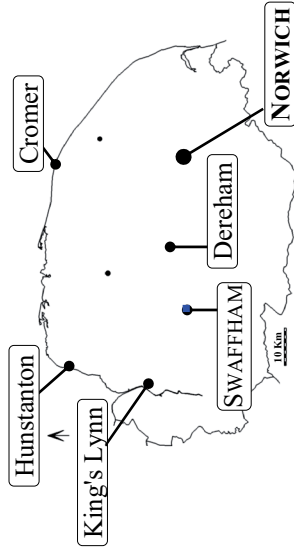 Cromer
Hunstanton
King's Lynn
Dereham
NORWICH
SWAFFHAM
10 Km